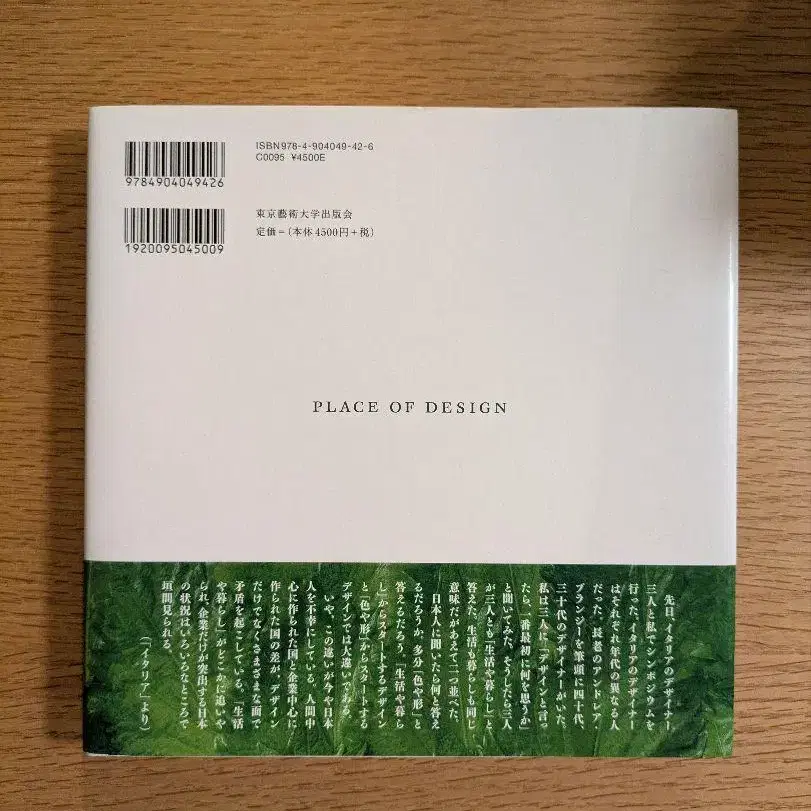 ISBN978-4-904049-42-6
C0095 ¥4500E
9784904049426
東京藝術大学出版会
定価=(本体4500円+税)
1920095045009
PLACE OF DESIGN
先日、イタリアのデザイナー
三人と私でシンポジウムを
行った。イタリアのデザイナー
はそれぞれ年代の異なる人
だった。長老のアンドレア・
ブランジーを筆頭に四十代、
三十代のデザイナーがいた。
私は三人に「デザインと言っ
たら、一番最初に何を思うか」
と聞いてみた。そうしたら三人
が三人とも「生活や暮らし」と
答えた。生活や暮らしも同じ
意味だがあえて二つ並べた。
日本人に聞いたら何と答え
るだろうか。多分「色や形」と
答えるだろう。「生活や暮ら
し」からスタートするデザイン
と「色や形」からスタートする
デザインでは大違いである。
いや、この違いが今や日本
人を不幸にしている。人間中
心に作られた国と企業中心に
作られた国の差が、デザイン
だけでなくさまざまな面で
矛盾を起こしている。「生活
や暮らし」がどこかに追いや
られ、企業だけが突出する日本
の状況はいろいろなところで
垣間見られる。
(「イタリア」より)